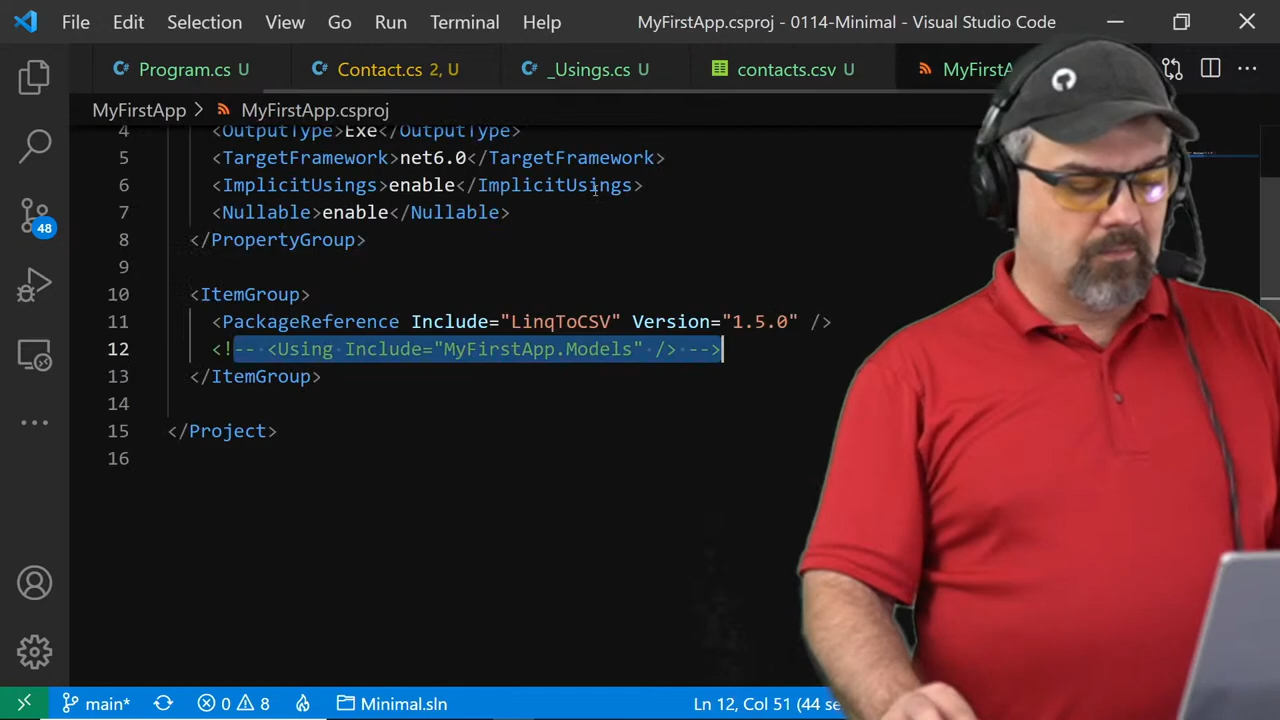 File Edit Selection View Go Run Terminal Help MyFirstApp.csproj - 0114-Minimal - Visual Studio Code
Program.cs U Contact.cs 2, U _Usings.cs U contacts.csv U
MyFirstApp > MyFirstApp.csproj
4 <OutputType>Exe</OutputType>
5 <TargetFramework>net6.0</TargetFramework>
6 <ImplicitUsings>enable</ImplicitUsings>
7 <Nullable>enable</Nullable>
8 </PropertyGroup>
9
10 <ItemGroup>
11 <PackageReference Include="LinqToCSV" Version="1.5.0" />
12 <!-- <Using Include="MyFirstApp.Models" /> -->
13 </ItemGroup>
14
15 </Project>
16
48
main* 0 8 Minimal.sln Ln 12, Col 51 (44 se